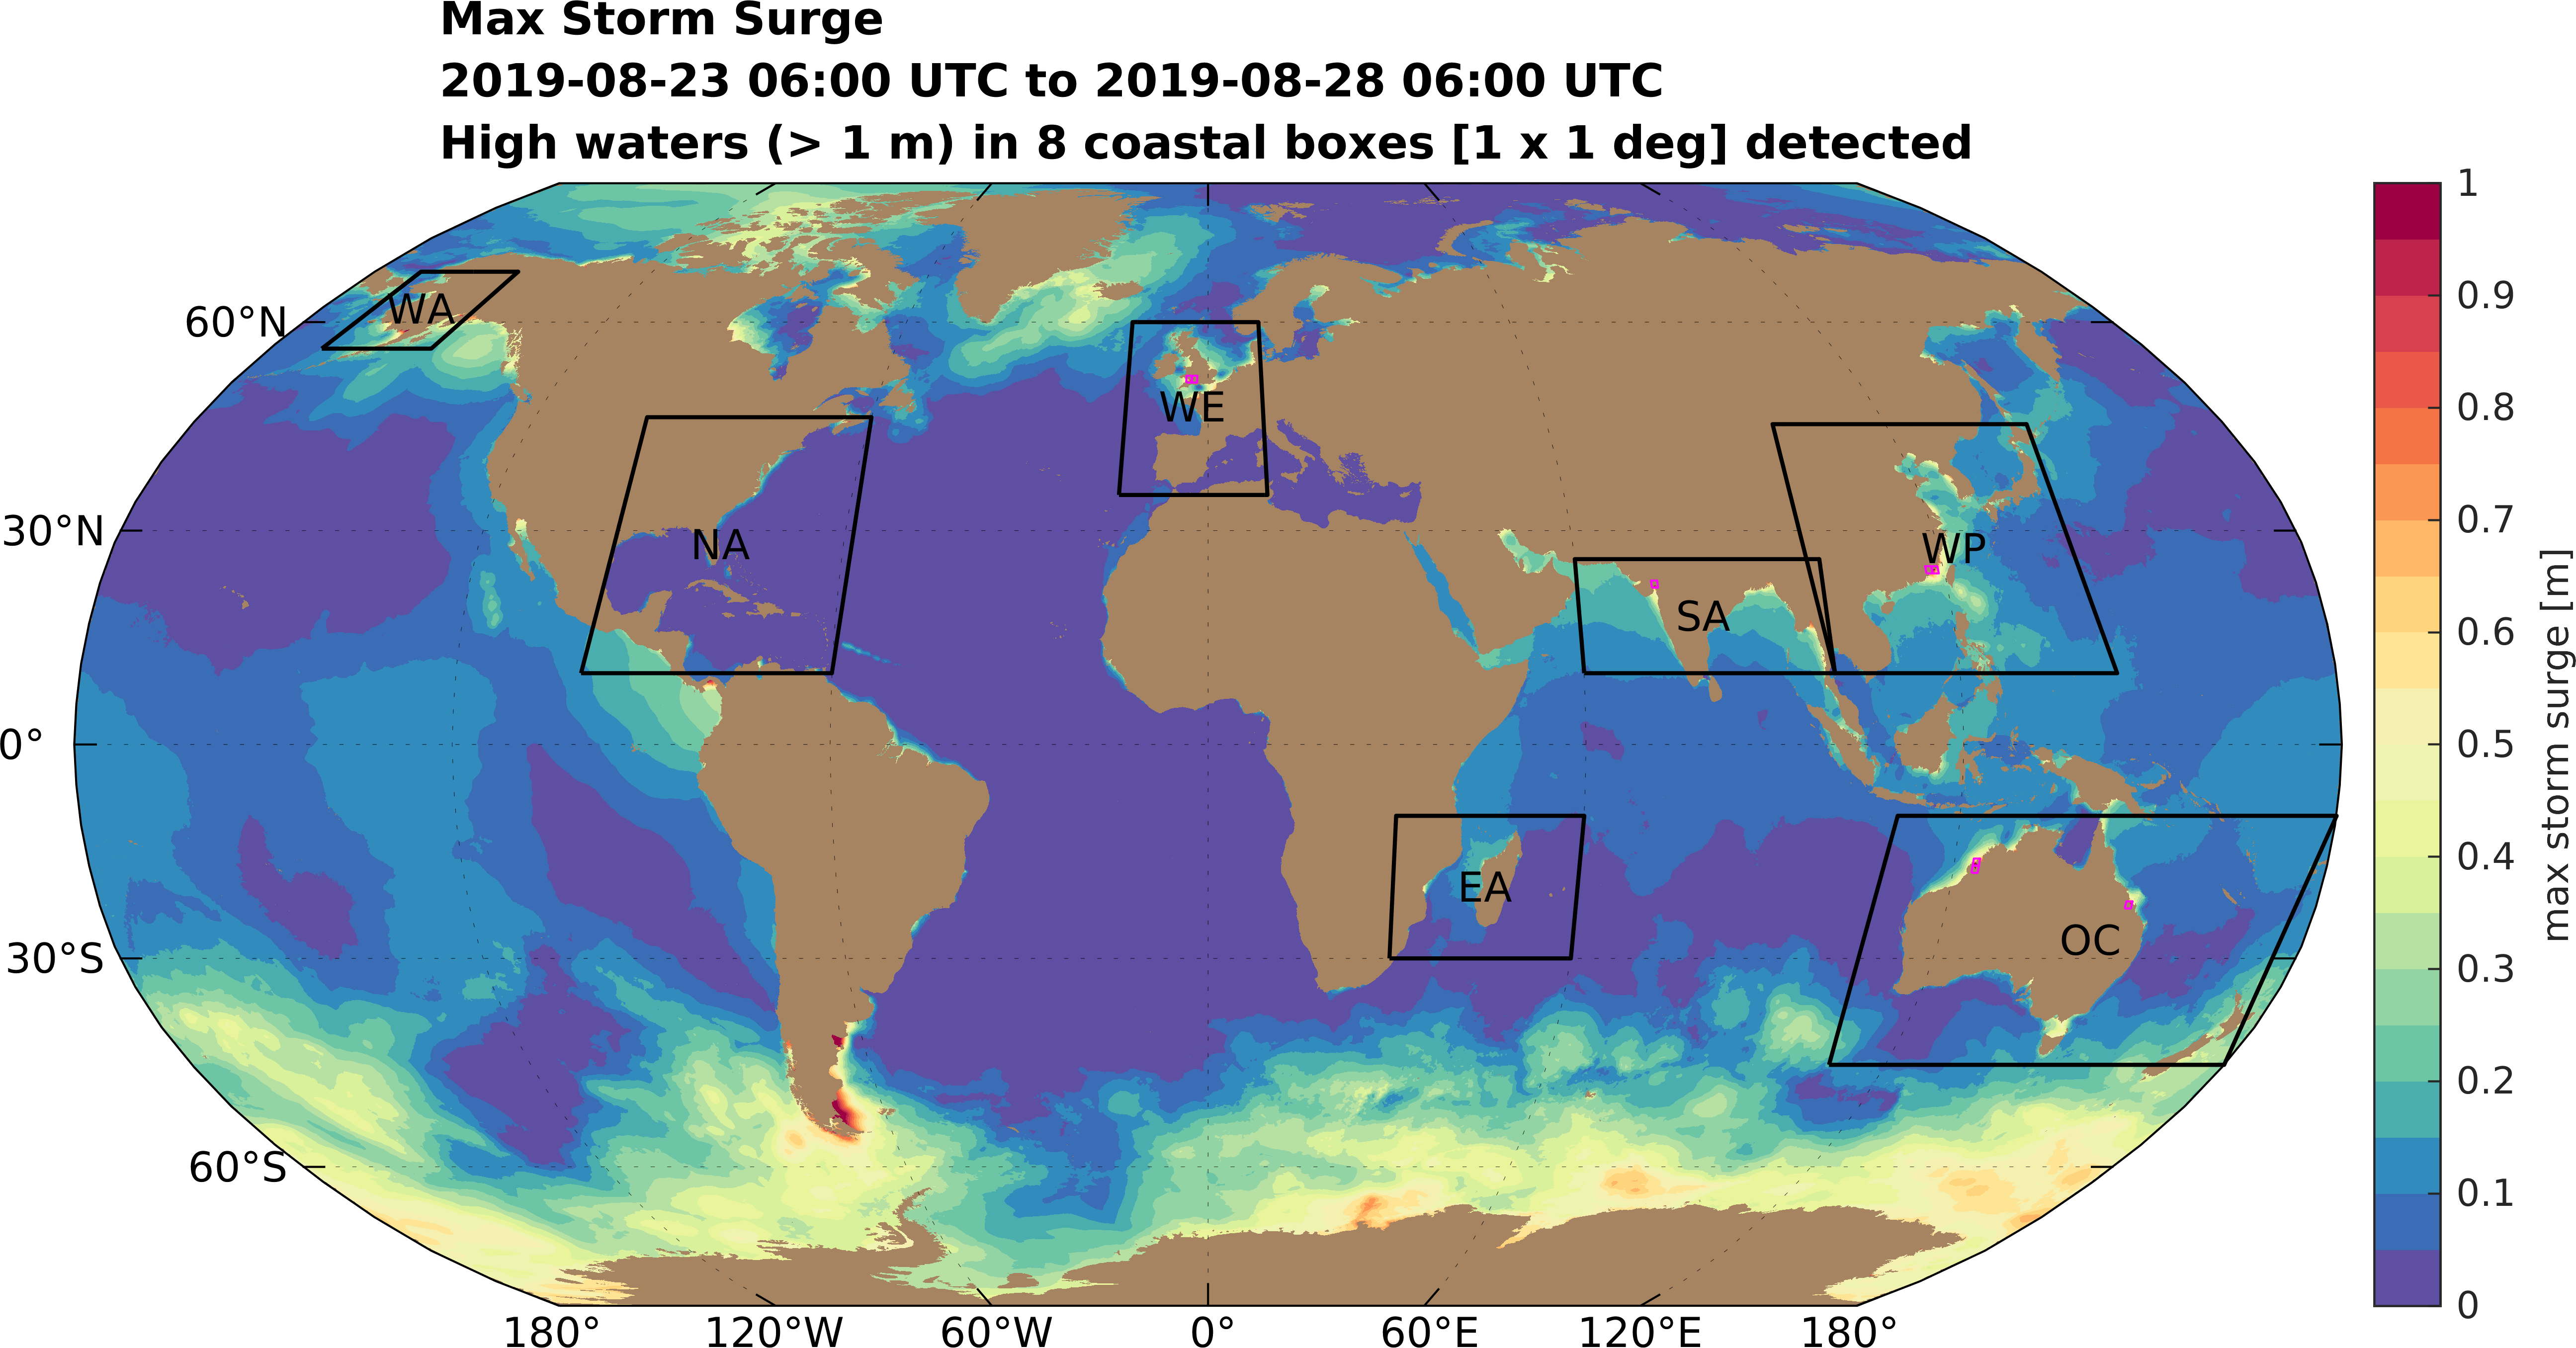 Max Storm Surge
2019-08-23 06:00 UTC to 2019-08-28 06:00 UTC
High waters (> 1 m) in 8 coastal boxes [1 x 1 deg] detected
60°N
30°N
0°
30°S
60°S
180°
120°W
60°W
0°
60°E
120°E
180°
WA
NA
WE
SA
WP
EA
OC
1
0.9
0.8
0.7
0.6
0.5
0.4
0.3
0.2
0.1
0
max storm surge [m]